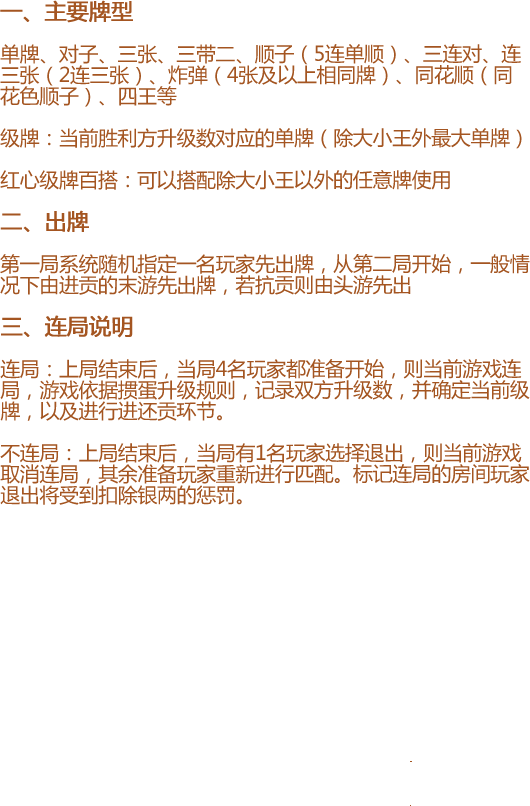 一、主要牌型
单牌、对子、三张、三带二、顺子（5连单顺）、三连对、连
三张（2连三张）、炸弹（4张及以上相同牌）、同花顺（同
花色顺子）、四王等
级牌：当前胜利方升级数对应的单牌（除大小王外最大单牌）
红心级牌百搭：可以搭配除大小王以外的任意牌使用
二、出牌
第一局系统随机指定一名玩家先出牌，从第二局开始，一般情
况下由进贡的末游先出牌，若抗贡则由头游先出
三、连局说明
连局：上局结束后，当局4名玩家都准备开始，则当前游戏连
局，游戏依据掼蛋升级规则，记录双方升级数，并确定当前级
牌，以及进行进还贡环节。
不连局：上局结束后，当局有1名玩家选择退出，则当前游戏
取消连局，其余准备玩家重新进行匹配。标记连局的房间玩家
退出将受到扣除银两的惩罚。